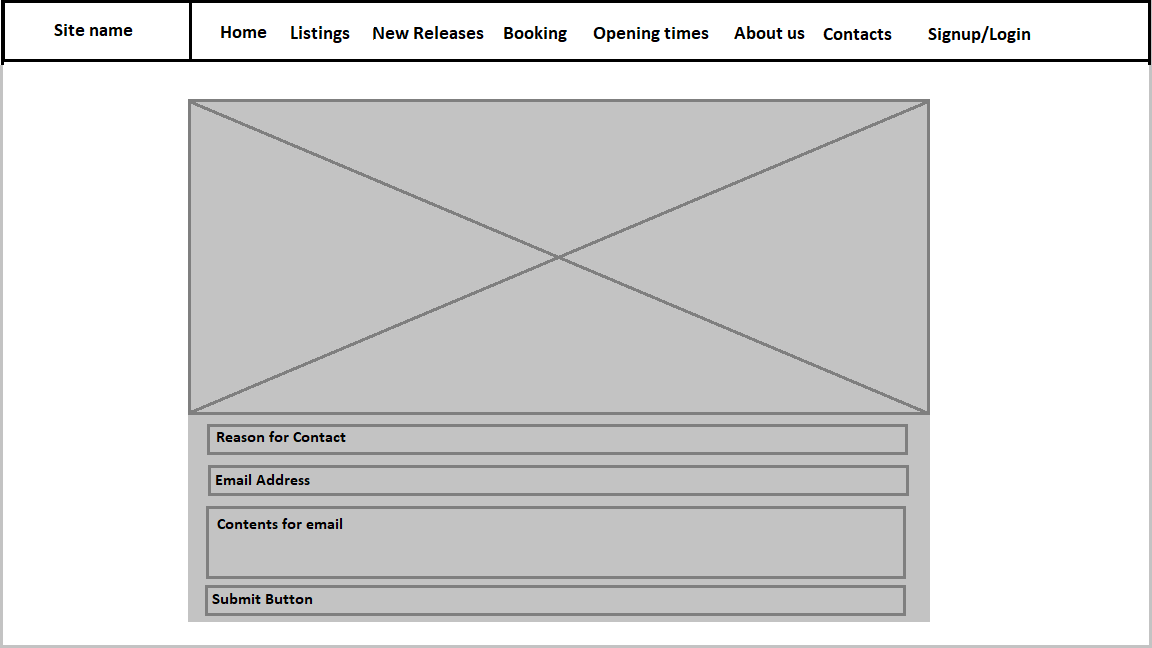 Site name Home Listings New Releases Booking Opening times About us Contacts Signup/Login
Reason for Contact
Email Address
Contents for email
Submit Button